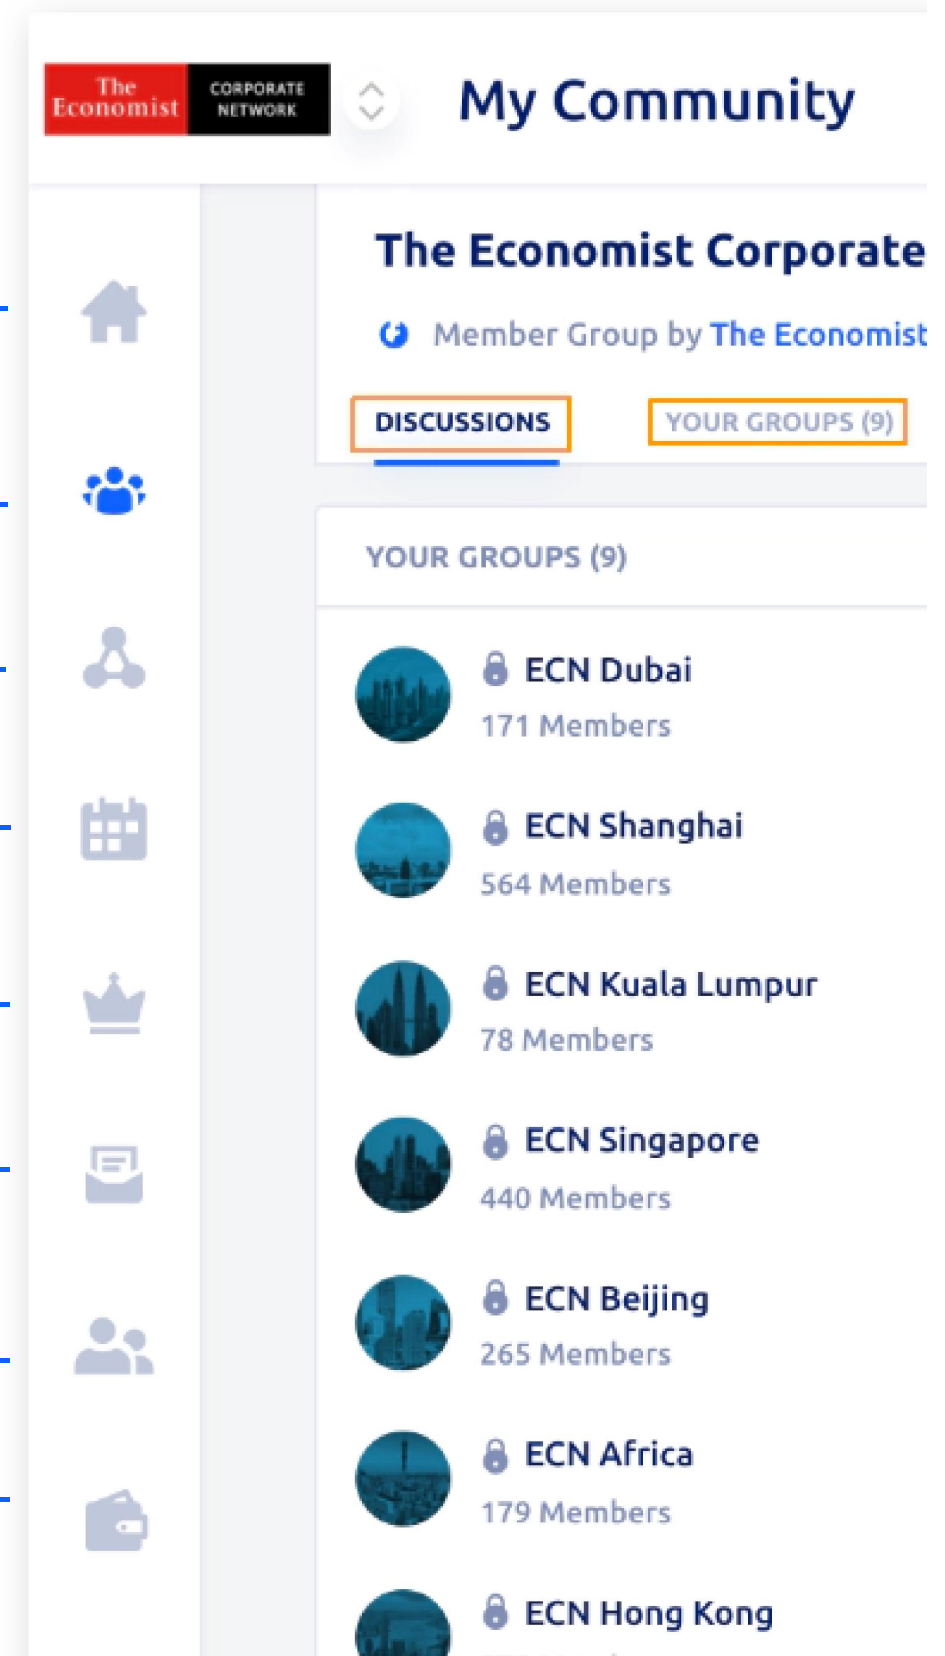 The
Economist
CORPORATE
NETWORK
My Community
The Economist Corporate
Member Group by The Economist
DISCUSSIONS
YOUR GROUPS (9)
YOUR GROUPS (9)
ECN Dubai
171 Members
ECN Shanghai
564 Members
ECN Kuala Lumpur
78 Members
ECN Singapore
440 Members
ECN Beijing
265 Members
ECN Africa
179 Members
ECN Hong Kong